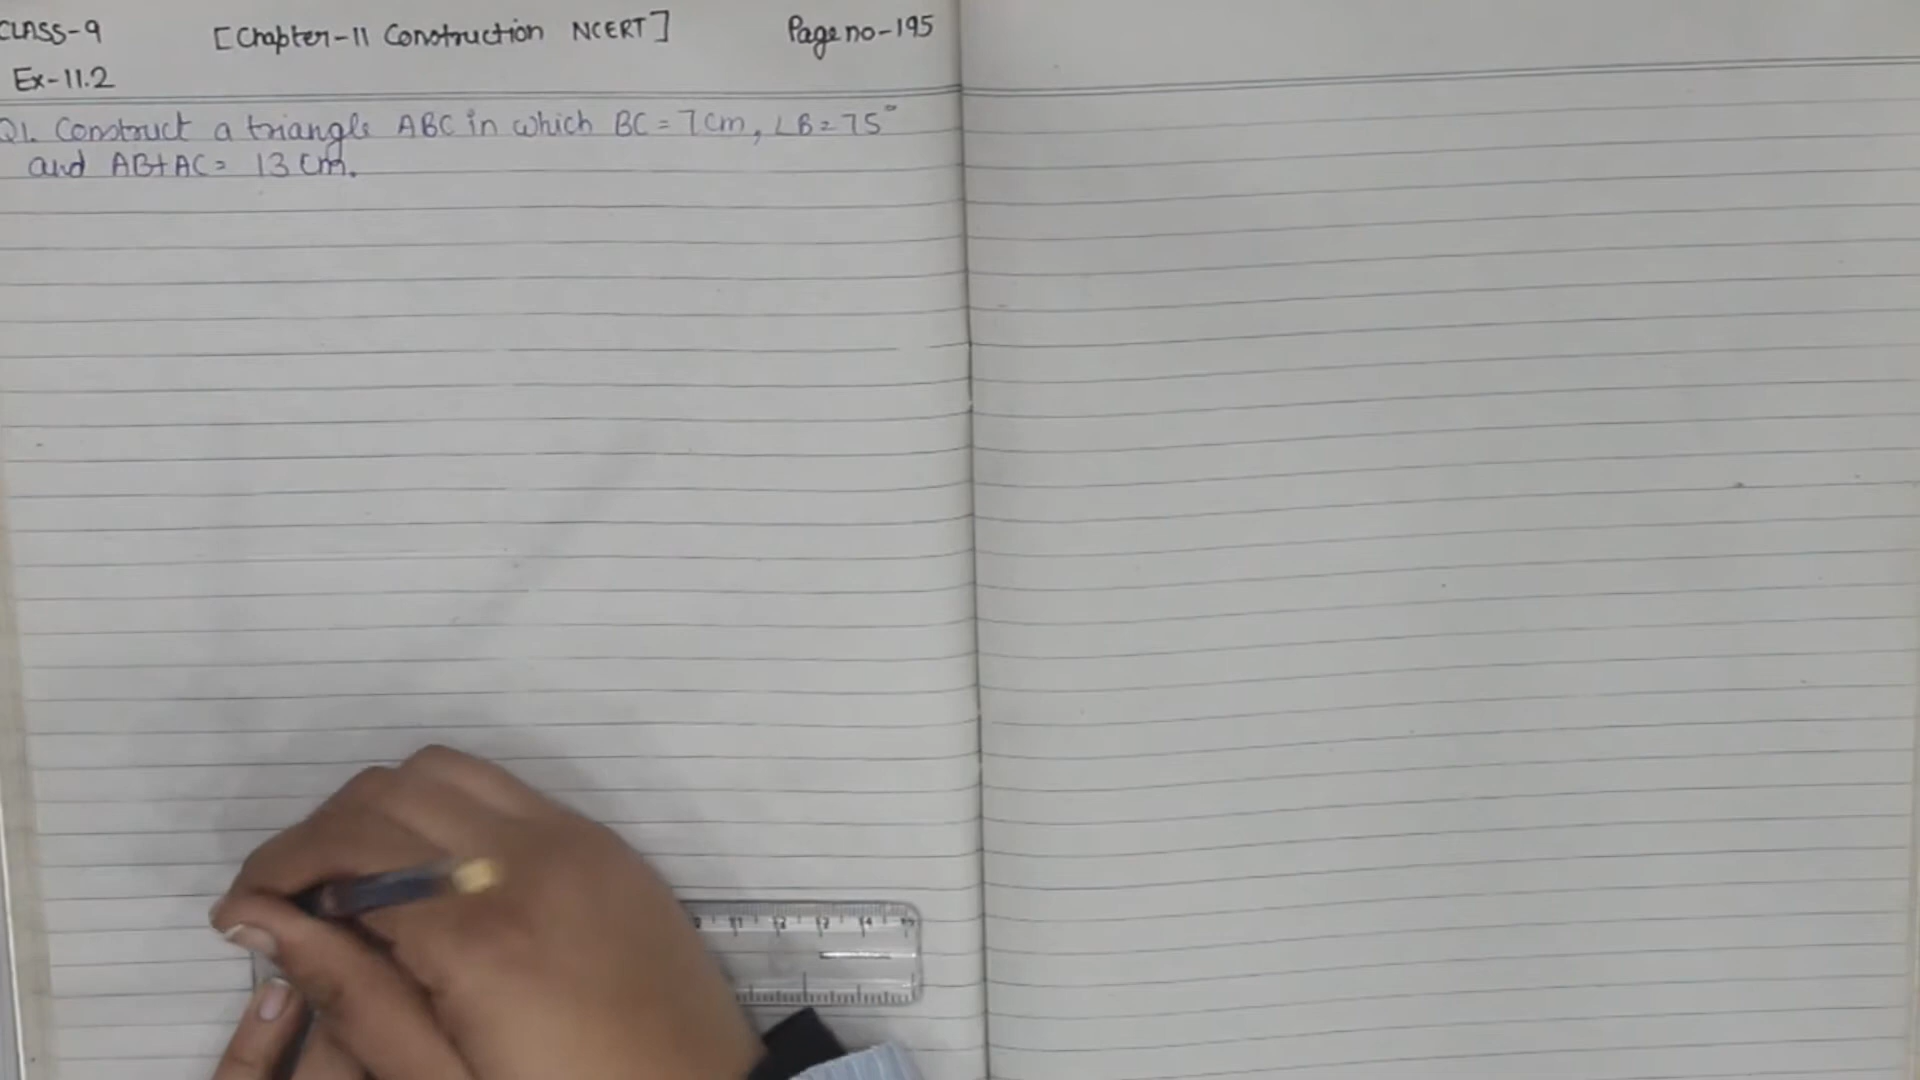 CLASS-9 [Chapter-11 Construction NCERT] Page no-195
Ex-11.2
Q1. Construct a triangle ABC in which BC = 7cm, ∠B = 75°
and AB+AC = 13 cm.